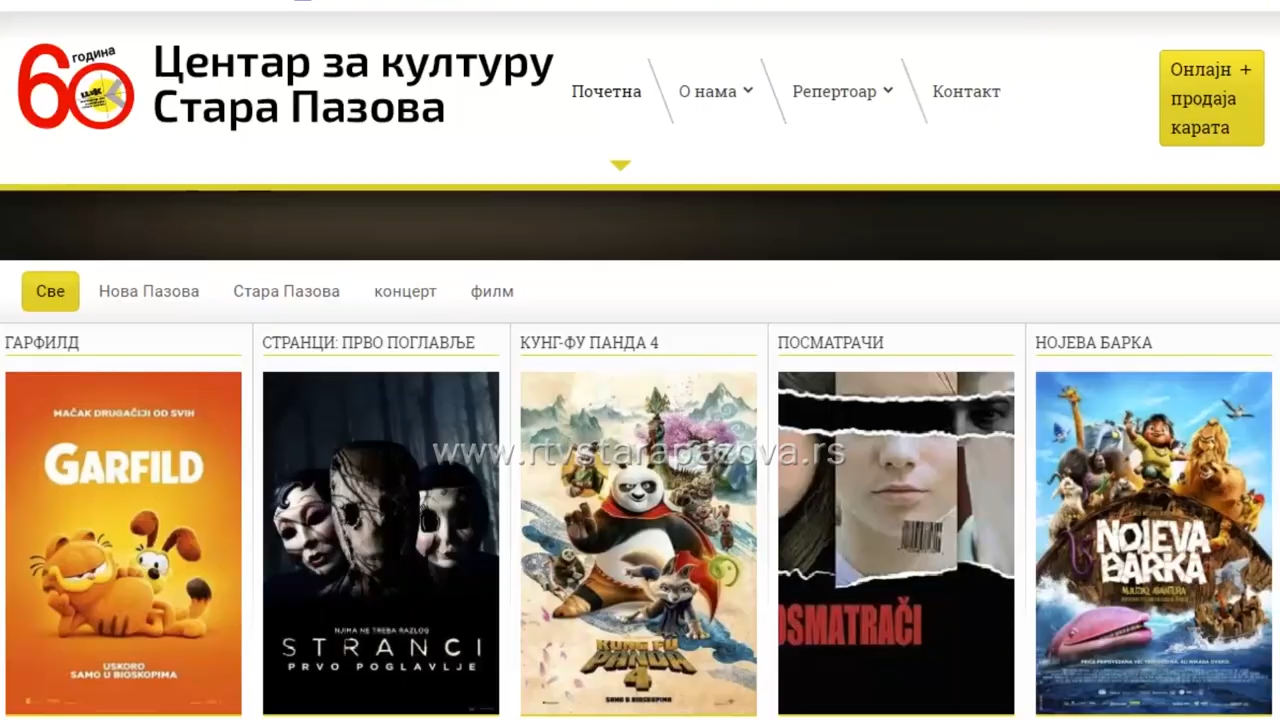 60 година
Центар за културу
Стара Пазова
Почетна
О нама
Репертоар
Контакт
Онлајн +
продаја
карата
Све
Нова Пазова
Стара Пазова
концерт
филм
ГАРФИЛД
СТРАНЦИ: ПРВО ПОГЛАВЉЕ
КУНГ-ФУ ПАНДА 4
ПОСМАТРАЧИ
НОЈЕВА БАРКА
MAČAK DRUGAČIJI OD SVIH
GARFILD
USKORO
SAMO U BIOSKOPIMA
NJIMA NE TREBA RAZLOG
STRANCI
PRVO POGLAVLJE
www.rtvstarapazova.rs
KUNG FU
PANDA
4
SAMO U BIOSKOPIMA
OSMATRAČI
NOJEVA
BARKA